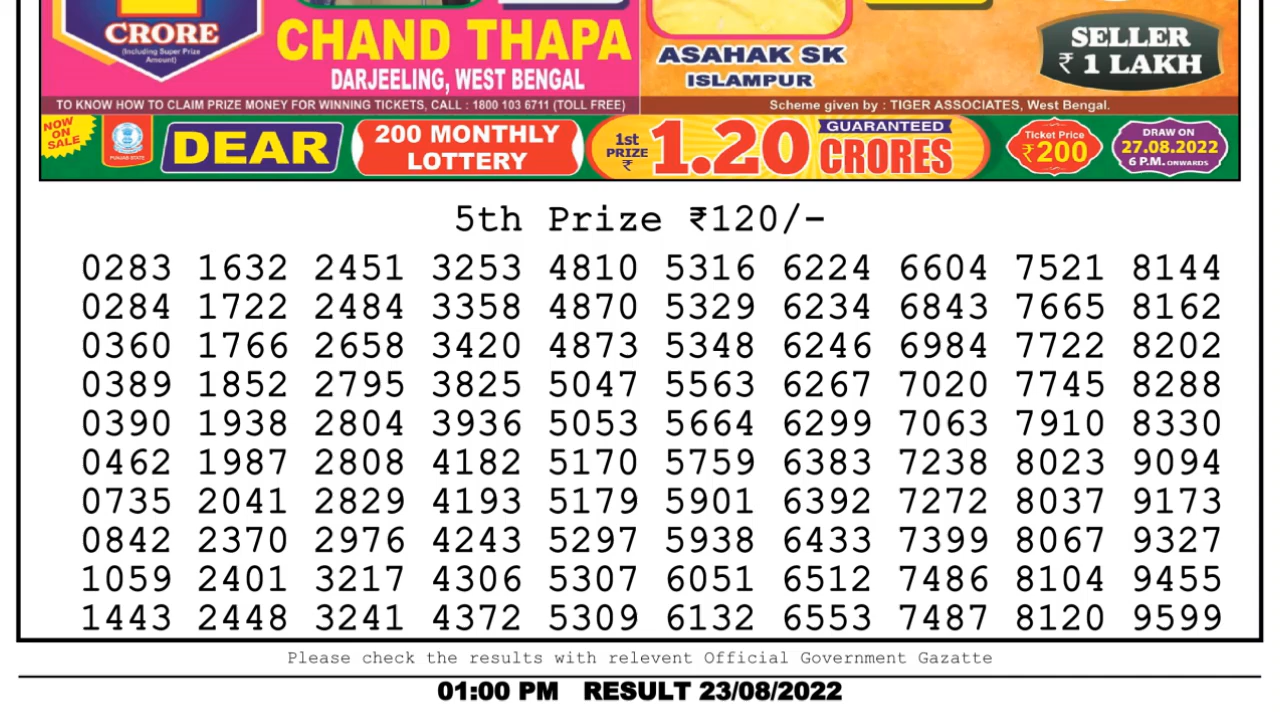 CRORE
(Including Super Prize
Amount)
CHAND THAPA
DARJEELING, WEST BENGAL
ASAHAK SK
ISLAMPUR
SELLER
₹ 1 LAKH
TO KNOW HOW TO CLAIM PRIZE MONEY FOR WINNING TICKETS, CALL : 1800 103 6711 (TOLL FREE)
Scheme given by : TIGER ASSOCIATES, West Bengal.
NOW
ON
SALE
PUNJAB STATE
DEAR
200 MONTHLY
LOTTERY
1st
PRIZE
₹
1.20
GUARANTEED
CRORES
Ticket Price
₹200
DRAW ON
27.08.2022
6 P.M. ONWARDS
5th Prize ₹120/-
0283 1632 2451 3253 4810 5316 6224 6604 7521 8144
0284 1722 2484 3358 4870 5329 6234 6843 7665 8162
0360 1766 2658 3420 4873 5348 6246 6984 7722 8202
0389 1852 2795 3825 5047 5563 6267 7020 7745 8288
0390 1938 2804 3936 5053 5664 6299 7063 7910 8330
0462 1987 2808 4182 5170 5759 6383 7238 8023 9094
0735 2041 2829 4193 5179 5901 6392 7272 8037 9173
0842 2370 2976 4243 5297 5938 6433 7399 8067 9327
1059 2401 3217 4306 5307 6051 6512 7486 8104 9455
1443 2448 3241 4372 5309 6132 6553 7487 8120 9599
Please check the results with relevent Official Government Gazatte
01:00 PM RESULT 23/08/2022